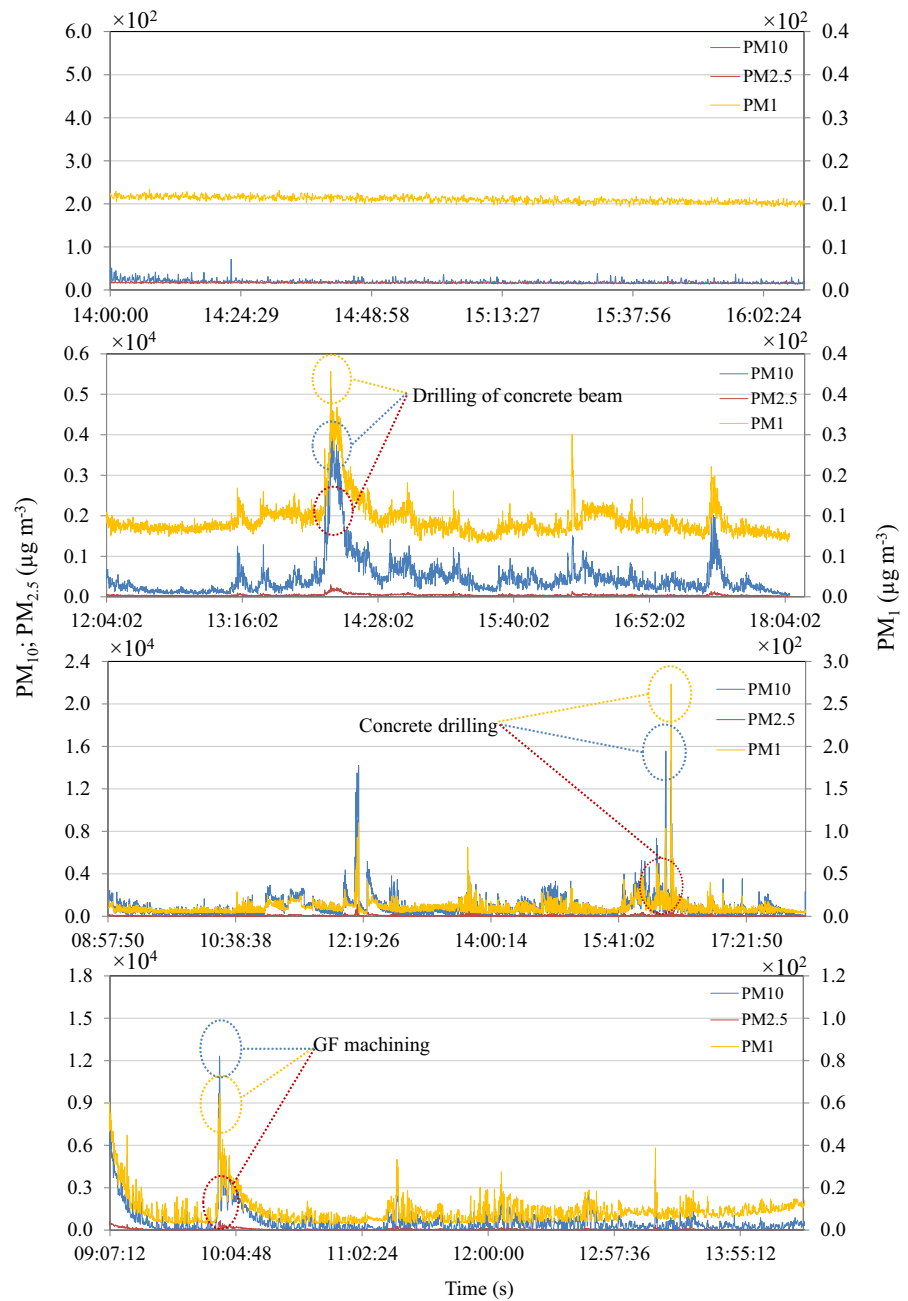 ×10² ×10²
6.0 0.4
PM10
5.0 0.4
PM2.5
4.0 PM1 0.3
3.0 0.2
2.0 0.1
1.0 0.1
0.0 0.0
14:00:00 14:24:29 14:48:58 15:13:27 15:37:56 16:02:24
×10⁴ ×10²
0.6 0.4
PM10
0.5 0.4
Drilling of concrete beam PM2.5
PM1
0.4 0.3
0.3 0.2
0.2 0.1
0.1 0.1
0.0 0.0
12:04:02 13:16:02 14:28:02 15:40:02 16:52:02 18:04:02
PM₁₀; PM₂.₅ (µg m⁻³)
PM₁ (µg m⁻³)
×10⁴ ×10²
2.4 3.0
PM10
2.0
PM2.5
Concrete drilling
PM1
1.6 2.0
1.2
0.8 1.0
0.4 0.5
0.0 0.0
08:57:50 10:38:38 12:19:26 14:00:14 15:41:02 17:21:50
×10⁴ ×10²
1.8 1.2
PM10
1.5 1.0
PM2.5
GF machining PM1
1.2 0.8
0.9 0.6
0.6 0.4
0.3 0.2
0.0 0.0
09:07:12 10:04:48 11:02:24 12:00:00 12:57:36 13:55:12
Time (s)